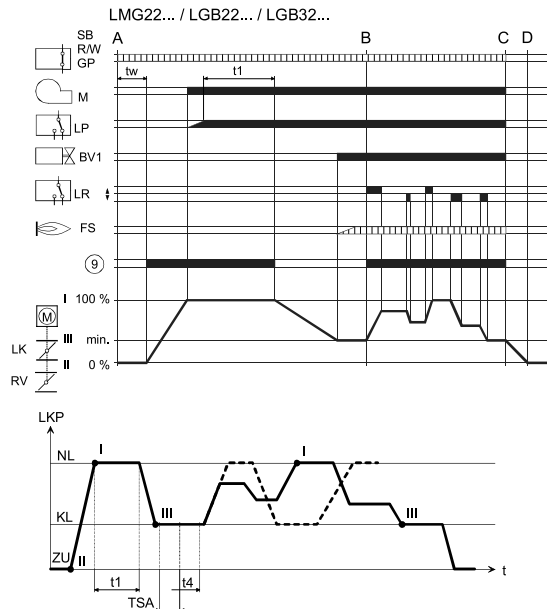 LMG22... / LGB22... / LGB32...
SB
R/W
GP
A B C D
tw t1
M
LP
BV1
LR
FS
9
I 100 %
M
III min.
LK
II 0 %
RV
LKP
NL I I
KL III III
ZU II
t1 t4 t
TSA